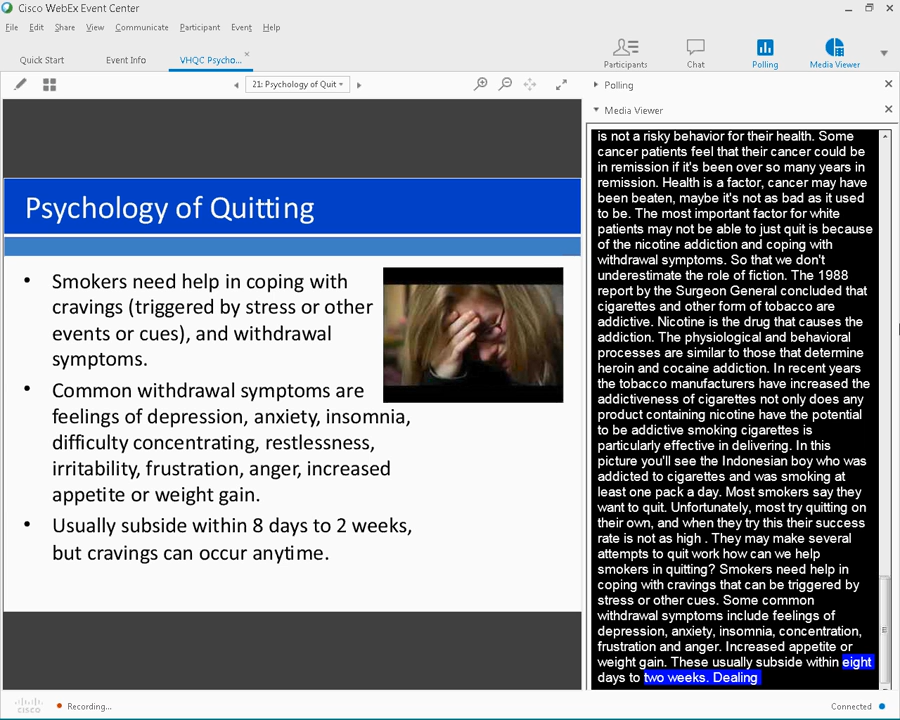 Cisco WebEx Event Center
File Edit Share View Communicate Participant Event Help
Quick Start Event Info VHQC Psycho...
Participants Chat Polling Media Viewer
21: Psychology of Quit
Polling
Media Viewer
Psychology of Quitting
• Smokers need help in coping with
cravings (triggered by stress or other
events or cues), and withdrawal
symptoms.
• Common withdrawal symptoms are
feelings of depression, anxiety, insomnia,
difficulty concentrating, restlessness,
irritability, frustration, anger, increased
appetite or weight gain.
• Usually subside within 8 days to 2 weeks,
but cravings can occur anytime.
is not a risky behavior for their health. Some
cancer patients feel that their cancer could be
in remission if it's been over so many years in
remission. Health is a factor, cancer may have
been beaten, maybe it's not as bad as it used
to be. The most important factor for white
patients may not be able to just quit is because
of the nicotine addiction and coping with
withdrawal symptoms. So that we don't
underestimate the role of fiction. The 1988
report by the Surgeon General concluded that
cigarettes and other form of tobacco are
addictive. Nicotine is the drug that causes the
addiction. The physiological and behavioral
processes are similar to those that determine
heroin and cocaine addiction. In recent years
the tobacco manufacturers have increased the
addictiveness of cigarettes not only does any
product containing nicotine have the potential
to be addictive smoking cigarettes is
particularly effective in delivering. In this
picture you'll see the Indonesian boy who was
addicted to cigarettes and was smoking at
least one pack a day. Most smokers say they
want to quit. Unfortunately, most try quitting on
their own, and when they try this their success
rate is not as high . They may make several
attempts to quit work how can we help
smokers in quitting? Smokers need help in
coping with cravings that can be triggered by
stress or other cues. Some common
withdrawal symptoms include feelings of
depression, anxiety, insomnia, concentration,
frustration and anger. Increased appetite or
weight gain. These usually subside within eight
days to two weeks. Dealing
cisco
Recording...
Connected